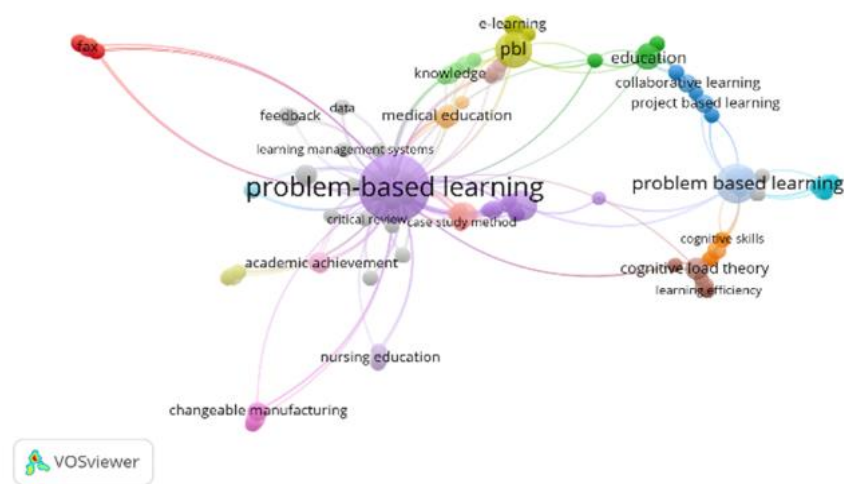 e-learning
fax
pbl
education
knowledge
collaborative learning
project based learning
data
feedback
medical education
learning management systems
problem-based learning
problem based learning
critical review
case study method
cognitive skills
academic achievement
cognitive load theory
learning efficiency
nursing education
changeable manufacturing
VOSviewer